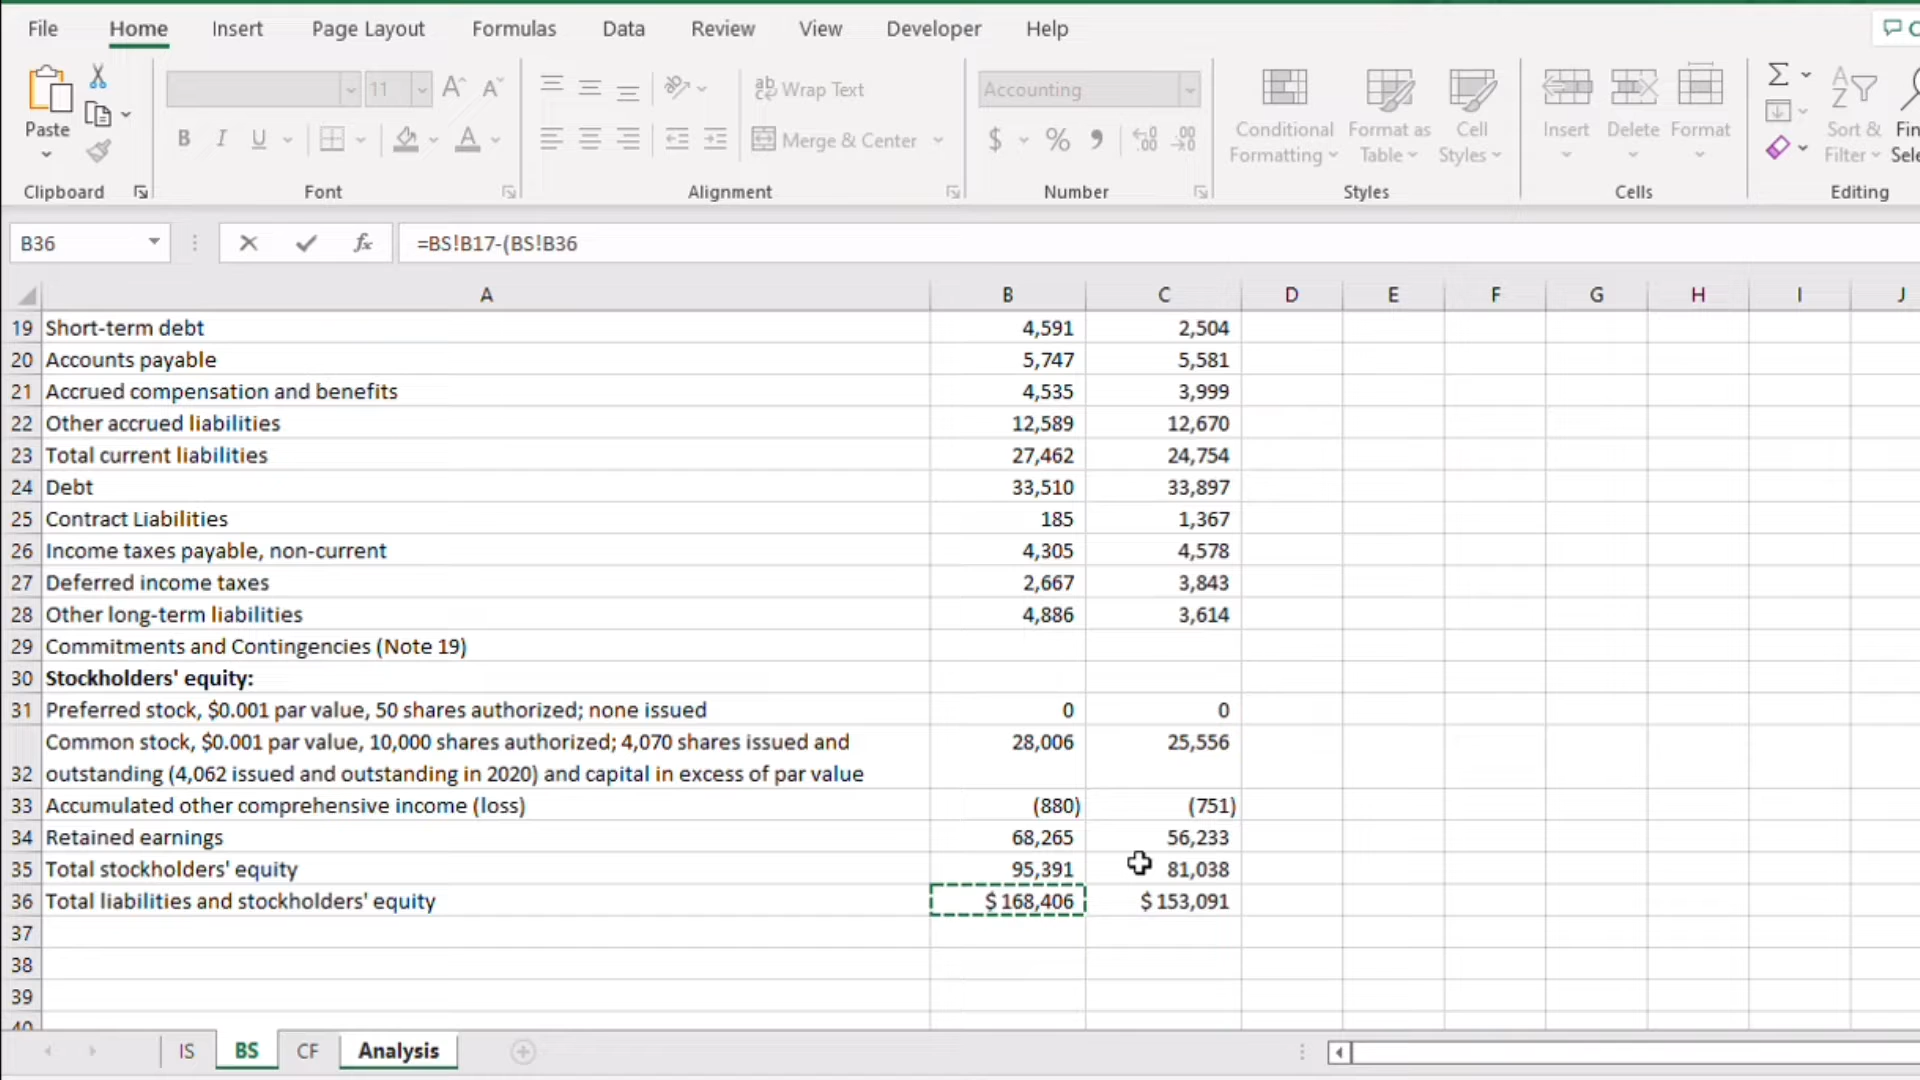 File Home Insert Page Layout Formulas Data Review View Developer Help
11 Wrap Text Accounting
Paste Conditional Format as Cell Insert Delete Format Sort &
B I U Merge & Center $ % Formatting Table Styles Filter
Clipboard Font Alignment Number Styles Cells Editing
B36 fx =BS!B17-(BS!B36
A B C D E F G H I J
19 Short-term debt 4,591 2,504
20 Accounts payable 5,747 5,581
21 Accrued compensation and benefits 4,535 3,999
22 Other accrued liabilities 12,589 12,670
23 Total current liabilities 27,462 24,754
24 Debt 33,510 33,897
25 Contract Liabilities 185 1,367
26 Income taxes payable, non-current 4,305 4,578
27 Deferred income taxes 2,667 3,843
28 Other long-term liabilities 4,886 3,614
29 Commitments and Contingencies (Note 19)
30 Stockholders' equity:
31 Preferred stock, $0.001 par value, 50 shares authorized; none issued 0 0
Common stock, $0.001 par value, 10,000 shares authorized; 4,070 shares issued and 28,006 25,556
32 outstanding (4,062 issued and outstanding in 2020) and capital in excess of par value
33 Accumulated other comprehensive income (loss) (880) (751)
34 Retained earnings 68,265 56,233
35 Total stockholders' equity 95,391 81,038
36 Total liabilities and stockholders' equity $ 168,406 $ 153,091
37
38
39
40
IS BS CF Analysis